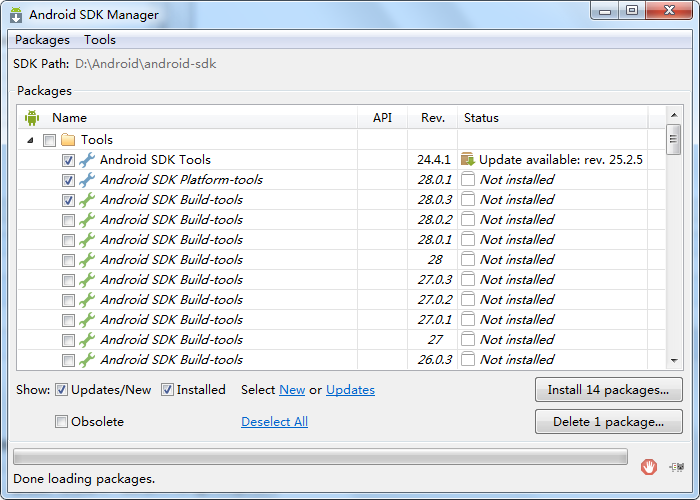 Android SDK Manager
Packages Tools
SDK Path: D:\Android\android-sdk
Packages
Name API Rev. Status
Tools
Android SDK Tools 24.4.1 Update available: rev. 25.2.5
Android SDK Platform-tools 28.0.1 Not installed
Android SDK Build-tools 28.0.3 Not installed
Android SDK Build-tools 28.0.2 Not installed
Android SDK Build-tools 28.0.1 Not installed
Android SDK Build-tools 28 Not installed
Android SDK Build-tools 27.0.3 Not installed
Android SDK Build-tools 27.0.2 Not installed
Android SDK Build-tools 27.0.1 Not installed
Android SDK Build-tools 27 Not installed
Android SDK Build-tools 26.0.3 Not installed
Show: Updates/New Installed Select New or Updates Install 14 packages...
Obsolete Deselect All Delete 1 package...
Done loading packages.